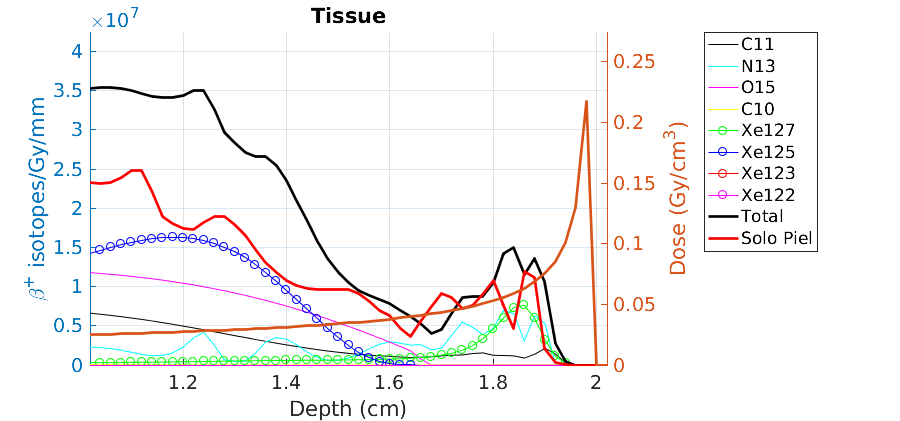 Tissue
×10^7
4
3.5
3
2.5
2
1.5
1
0.5
0
β+ isotopes/Gy/mm
0.25
0.2
0.15
0.1
0.05
0
Dose (Gy/cm³)
1.2 1.4 1.6 1.8 2
Depth (cm)
C11
N13
O15
C10
Xe127
Xe125
Xe123
Xe122
Total
Solo Piel